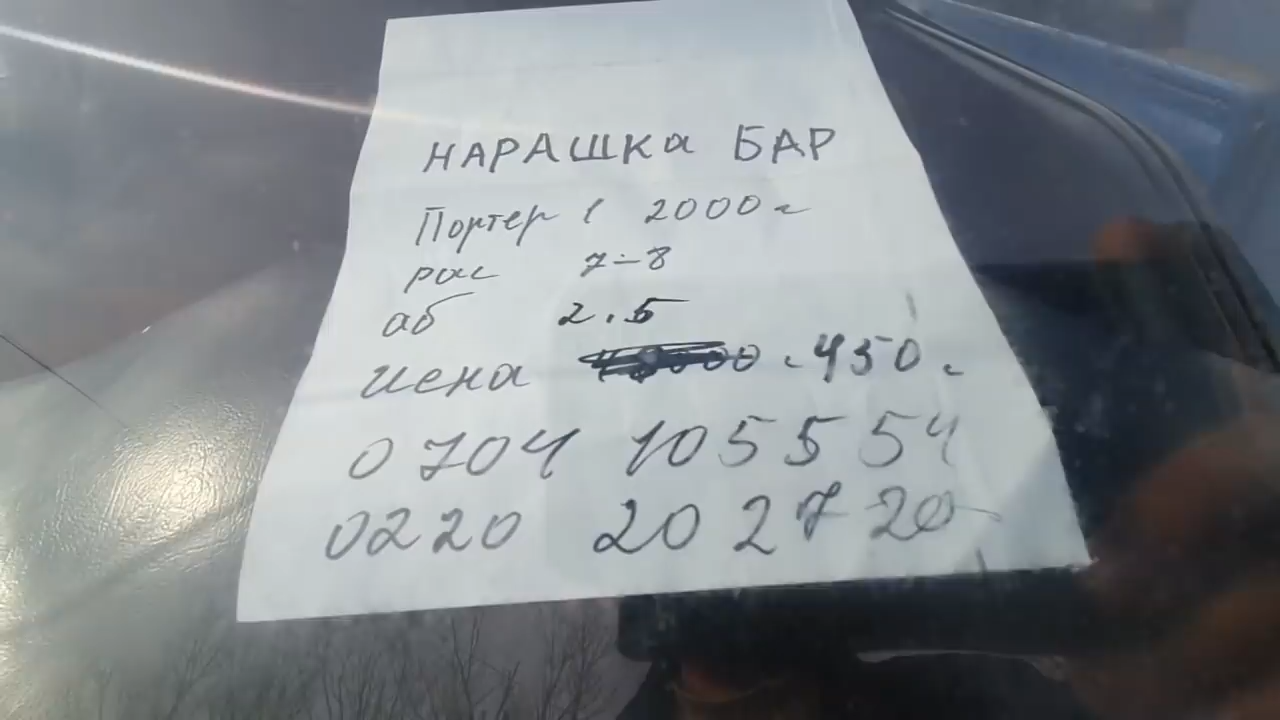 НАРАШКА БАР
Портер 1 2000г
рас 7-8
аб 2.5
цена 450
0704 105554
0220 202720